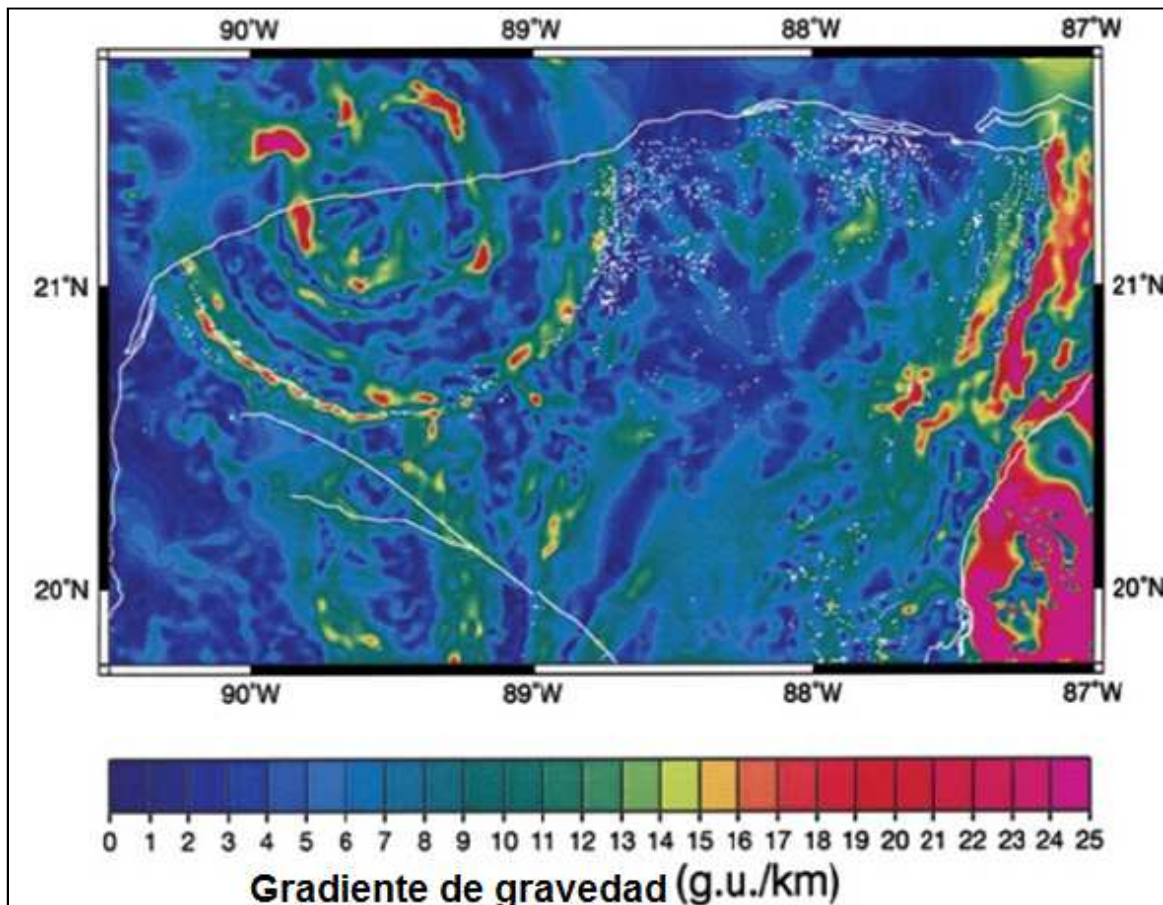 90˚W 89˚W 88˚W 87˚W
21˚N 21˚N
20˚N 20˚N
90˚W 89˚W 88˚W 87˚W
0 1 2 3 4 5 6 7 8 9 10 11 12 13 14 15 16 17 18 19 20 21 22 23 24 25
Gradiente de gravedad (g.u./km)